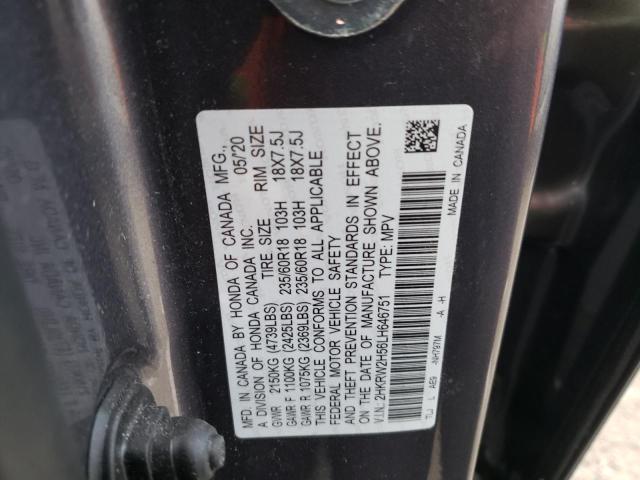 MFD. IN CANADA BY HONDA OF CANADA MFG.,
A DIVISION OF HONDA CANADA INC. 05/'20
GVWR 2150KG (4739LBS) TIRE SIZE RIM SIZE
GAWR F 1100KG (2425LBS) 235/60R18 103H 18X7.5J
GAWR R 1075KG (2369LBS) 235/60R18 103H 18X7.5J
THIS VEHICLE CONFORMS TO ALL APPLICABLE
FEDERAL MOTOR VEHICLE SAFETY
AND THEFT PREVENTION STANDARDS IN EFFECT
ON THE DATE OF MANUFACTURE SHOWN ABOVE.
V.I.N.: 2HKRW2H56LH646751 TYPE: MPV
TLJ L AE9 -NH797M -A -H
MADE IN CANADA